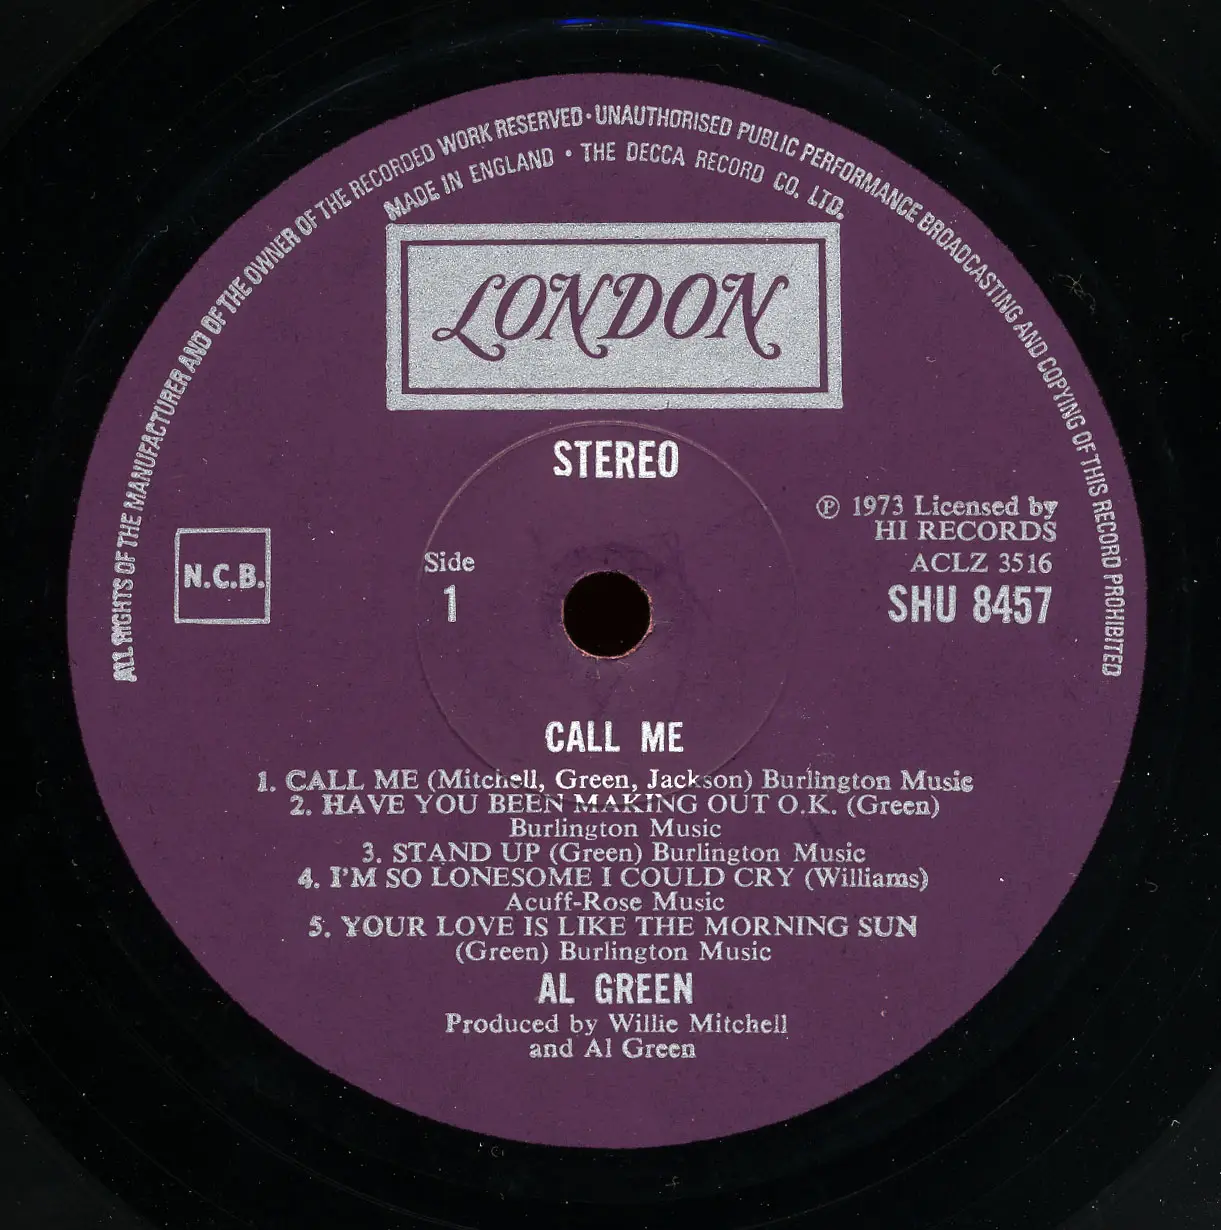 ALL RIGHTS OF THE MANUFACTURER AND OF THE OWNER OF THE RECORDED WORK RESERVED · UNAUTHORISED PUBLIC PERFORMANCE BROADCASTING AND COPYING OF THIS RECORD PROHIBITED
MADE IN ENGLAND • THE DECCA RECORD CO. LTD.
LONDON
STEREO
℗ 1973 Licensed by
HI RECORDS
ACLZ 3516
SHU 8457
N.C.B.
Side
1
CALL ME
1. CALL ME (Mitchell, Green, Jackson) Burlington Music
2. HAVE YOU BEEN MAKING OUT O.K. (Green)
Burlington Music
3. STAND UP (Green) Burlington Music
4. I'M SO LONESOME I COULD CRY (Williams)
Acuff-Rose Music
5. YOUR LOVE IS LIKE THE MORNING SUN
(Green) Burlington Music
AL GREEN
Produced by Willie Mitchell
and Al Green